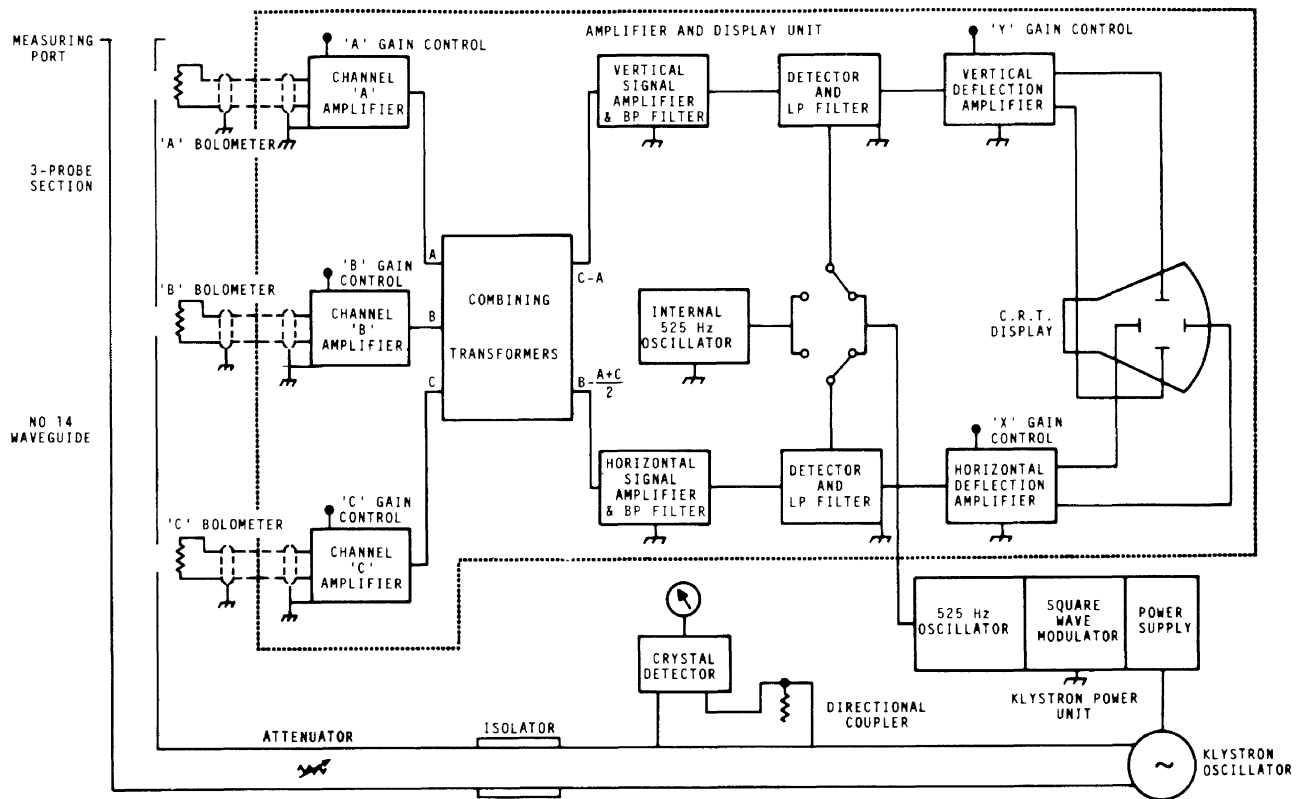 MEASURING
PORT
'A' GAIN CONTROL
AMPLIFIER AND DISPLAY UNIT
'Y' GAIN CONTROL
CHANNEL
'A'
AMPLIFIER
VERTICAL
SIGNAL
AMPLIFIER
& BP FILTER
DETECTOR
AND
LP FILTER
VERTICAL
DEFLECTION
AMPLIFIER
'A' BOLOMETER
3-PROBE
SECTION
A
C-A
'B' GAIN
CONTROL
'B' BOLOMETER
CHANNEL
'B'
AMPLIFIER
B
COMBINING
TRANSFORMERS
INTERNAL
525 Hz
OSCILLATOR
C.R.T.
DISPLAY
C
B-A+C/2
NO 14
WAVEGUIDE
'X' GAIN
CONTROL
HORIZONTAL
SIGNAL
AMPLIFIER
& BP FILTER
DETECTOR
AND
LP FILTER
HORIZONTAL
DEFLECTION
AMPLIFIER
'C' GAIN
CONTROL
'C' BOLOMETER
CHANNEL
'C'
AMPLIFIER
525 Hz
OSCILLATOR
SQUARE
WAVE
MODULATOR
POWER
SUPPLY
CRYSTAL
DETECTOR
DIRECTIONAL
COUPLER
KLYSTRON POWER
UNIT
ATTENUATOR
ISOLATOR
~
KLYSTRON
OSCILLATOR